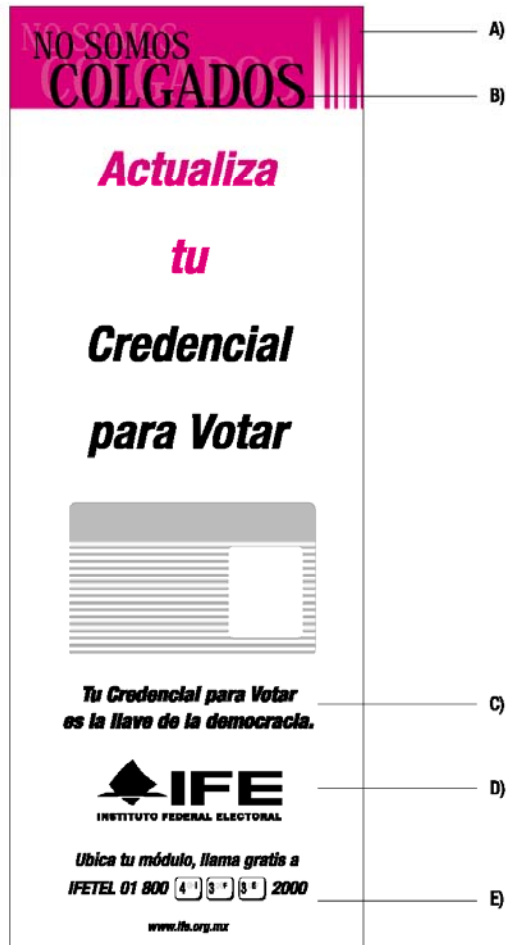 NO SOMOS
COLGADOS
A)
B)
Actualiza
tu
Credencial
para Votar
Tu Credencial para Votar
es la llave de la democracia.
C)
IFE
INSTITUTO FEDERAL ELECTORAL
D)
Ubica tu módulo, llama gratis a
IFETEL 01 800 4 I 3 F 3 E 2000
E)
www.ife.org.mx